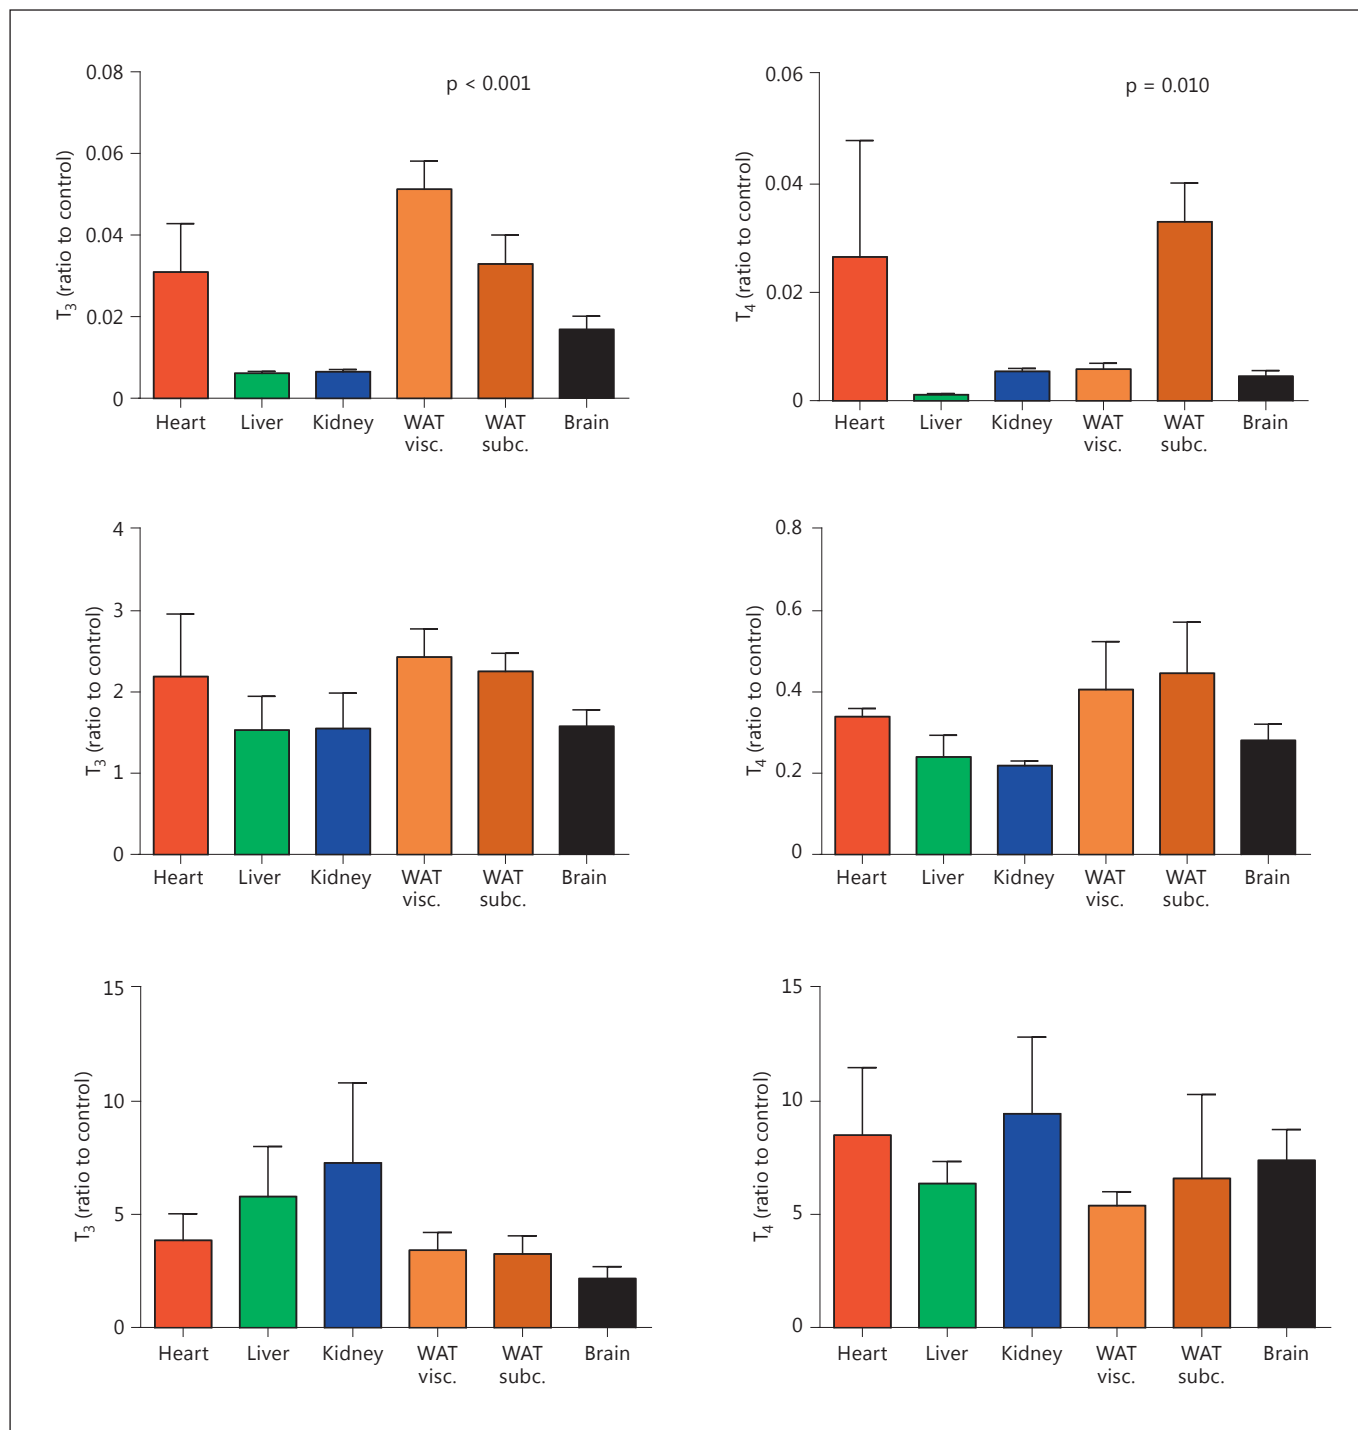 p < 0.001
T3 (ratio to control)
0.08
0.06
0.04
0.02
0
Heart Liver Kidney WAT visc. WAT subc. Brain
p = 0.010
T4 (ratio to control)
0.06
0.04
0.02
0
Heart Liver Kidney WAT visc. WAT subc. Brain
T3 (ratio to control)
4
3
2
1
0
Heart Liver Kidney WAT visc. WAT subc. Brain
T4 (ratio to control)
0.8
0.6
0.4
0.2
0
Heart Liver Kidney WAT visc. WAT subc. Brain
T3 (ratio to control)
15
10
5
0
Heart Liver Kidney WAT visc. WAT subc. Brain
T4 (ratio to control)
15
10
5
0
Heart Liver Kidney WAT visc. WAT subc. Brain